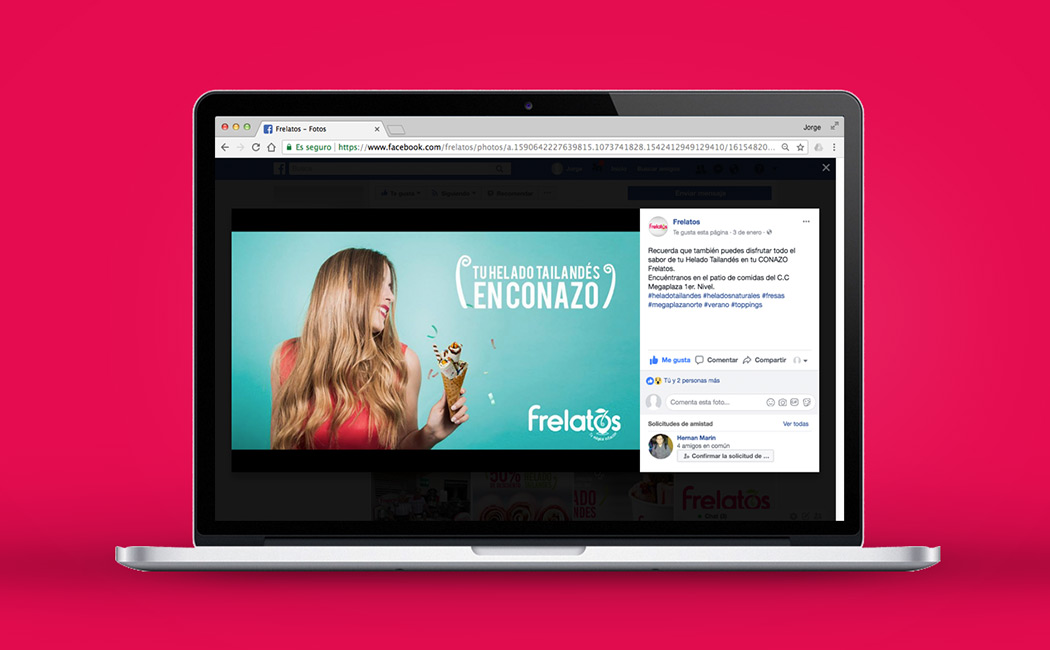 Frelatos - Fotos
Jorge
Es seguro | https://www.facebook.com/frelatos/photos/a.1590642227639815.1073741828.1542412949129410/16154820...
TU HELADO TAILANDÉS
EN CONAZO
Frelatos
Frelatos
Frelatos
Te gusta esta página · 3 de enero ·
Recuerda que también puedes disfrutar todo el
sabor de tu Helado Tailandés en tu CONAZO
Frelatos.
Encuéntranos en el patio de comidas del C.C
Megaplaza 1er. Nivel.
#heladotailandes #heladosnaturales #fresas
#megaplazanorte #verano #toppings
Me gusta Comentar Compartir
Tú y 2 personas más
Comenta esta foto...
Solicitudes de amistad Ver todas
Hernan Marin
4 amigos en común
Confirmar la solicitud de ...
50%
Frelatos